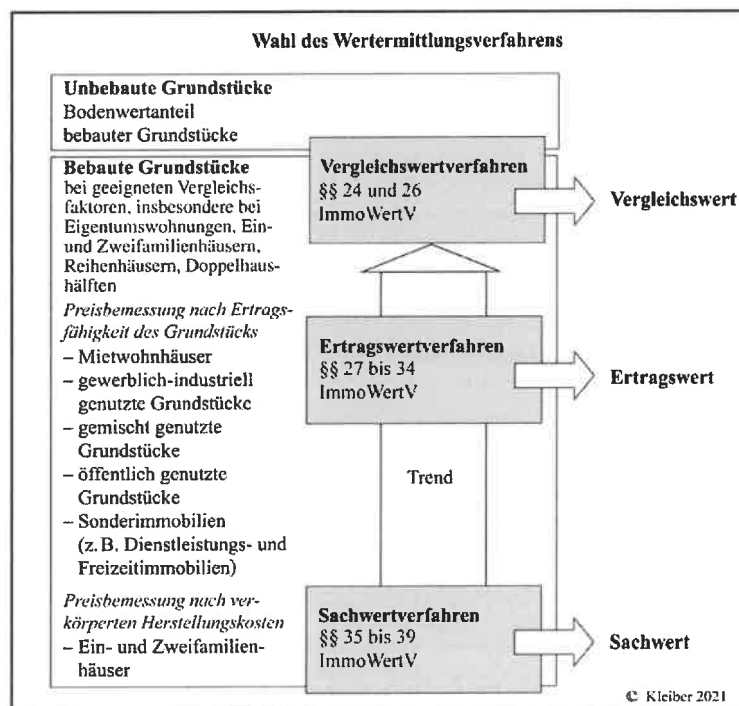 Wahl des Wertermittlungsverfahrens
Unbebaute Grundstücke
Bodenwertanteil
bebauter Grundstücke
Bebaute Grundstücke
bei geeigneten Vergleichs-
faktoren, insbesondere bei
Eigentumswohnungen, Ein-
und Zweifamilienhäusern,
Reihenhäusern, Doppelhaus-
hälften
Preisbemessung nach Ertrags-
fähigkeit des Grundstücks
– Mietwohnhäuser
– gewerblich-industriell
genutzte Grundstücke
– gemischt genutzte
Grundstücke
– öffentlich genutzte
Grundstücke
– Sonderimmobilien
(z. B. Dienstleistungs- und
Freizeitimmobilien)
Preisbemessung nach ver-
körperten Herstellungskosten
– Ein- und Zweifamilien-
häuser
Vergleichswertverfahren
§§ 24 und 26
ImmoWertV
Vergleichswert
Ertragswertverfahren
§§ 27 bis 34
ImmoWertV
Ertragswert
Trend
Sachwertverfahren
§§ 35 bis 39
ImmoWertV
Sachwert
© Kleiber 2021